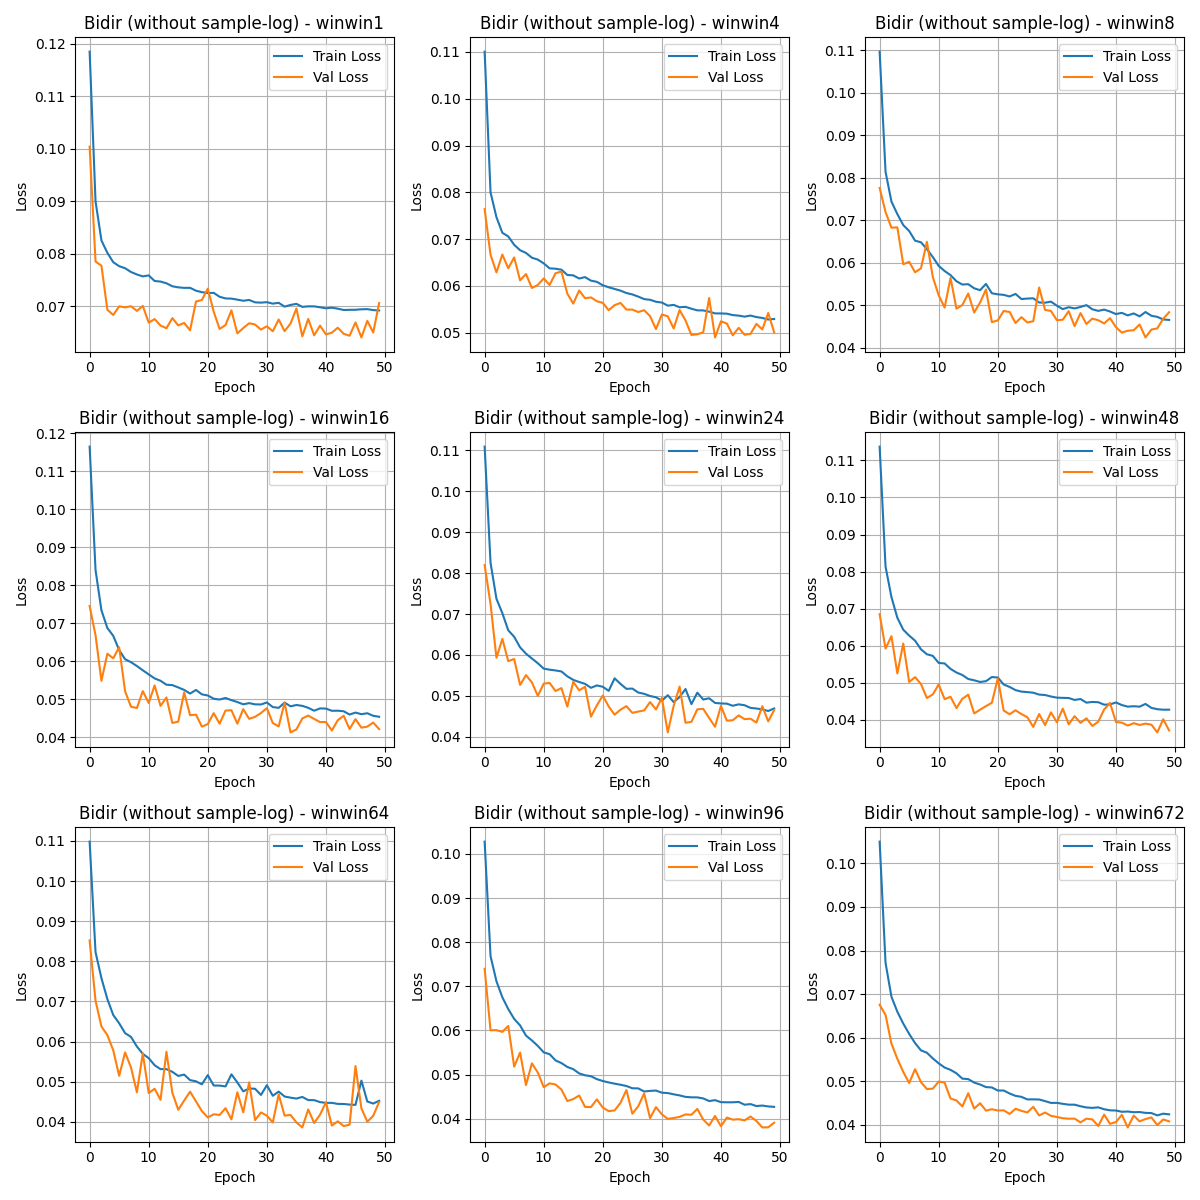 Bidir (without sample-log) - winwin1
Train Loss
Val Loss
0.12
0.11
0.10
0.09
0.08
0.07
Loss
0 10 20 30 40 50
Epoch
Bidir (without sample-log) - winwin4
Train Loss
Val Loss
0.11
0.10
0.09
0.08
0.07
0.06
0.05
Loss
0 10 20 30 40 50
Epoch
Bidir (without sample-log) - winwin8
Train Loss
Val Loss
0.11
0.10
0.09
0.08
0.07
0.06
0.05
0.04
Loss
0 10 20 30 40 50
Epoch
Bidir (without sample-log) - winwin16
Train Loss
Val Loss
0.12
0.11
0.10
0.09
0.08
0.07
0.06
0.05
0.04
Loss
0 10 20 30 40 50
Epoch
Bidir (without sample-log) - winwin24
Train Loss
Val Loss
0.11
0.10
0.09
0.08
0.07
0.06
0.05
0.04
Loss
0 10 20 30 40 50
Epoch
Bidir (without sample-log) - winwin48
Train Loss
Val Loss
0.11
0.10
0.09
0.08
0.07
0.06
0.05
0.04
Loss
0 10 20 30 40 50
Epoch
Bidir (without sample-log) - winwin64
Train Loss
Val Loss
0.11
0.10
0.09
0.08
0.07
0.06
0.05
0.04
Loss
0 10 20 30 40 50
Epoch
Bidir (without sample-log) - winwin96
Train Loss
Val Loss
0.10
0.09
0.08
0.07
0.06
0.05
0.04
Loss
0 10 20 30 40 50
Epoch
Bidir (without sample-log) - winwin672
Train Loss
Val Loss
0.10
0.09
0.08
0.07
0.06
0.05
0.04
Loss
0 10 20 30 40 50
Epoch